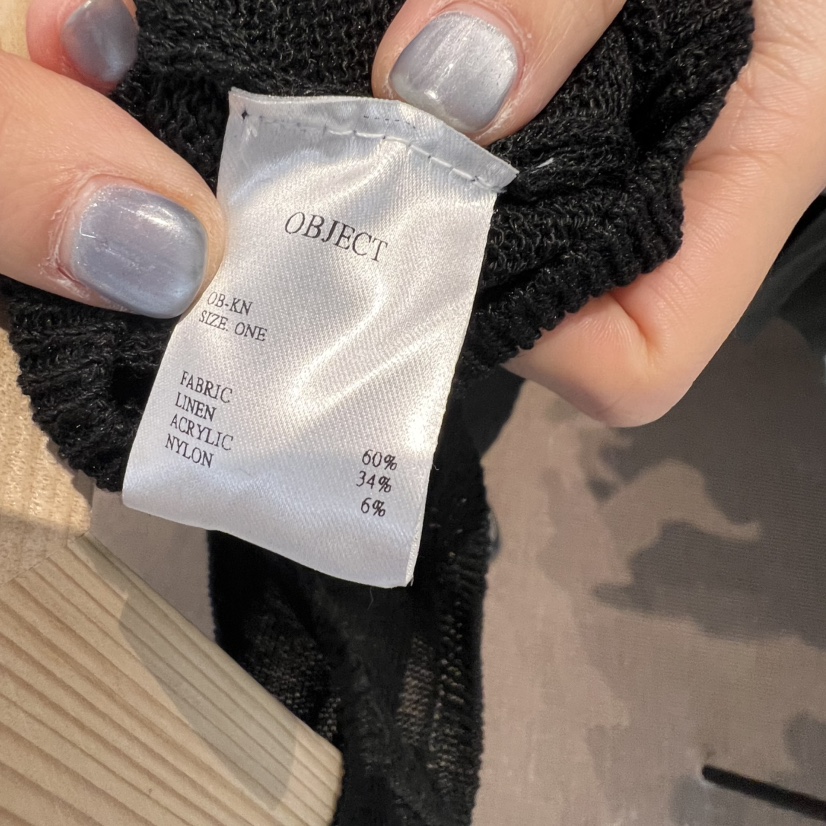 OBJECT
OB-KN
SIZE ONE
FABRIC
LINEN 60%
ACRYLIC 34%
NYLON 6%